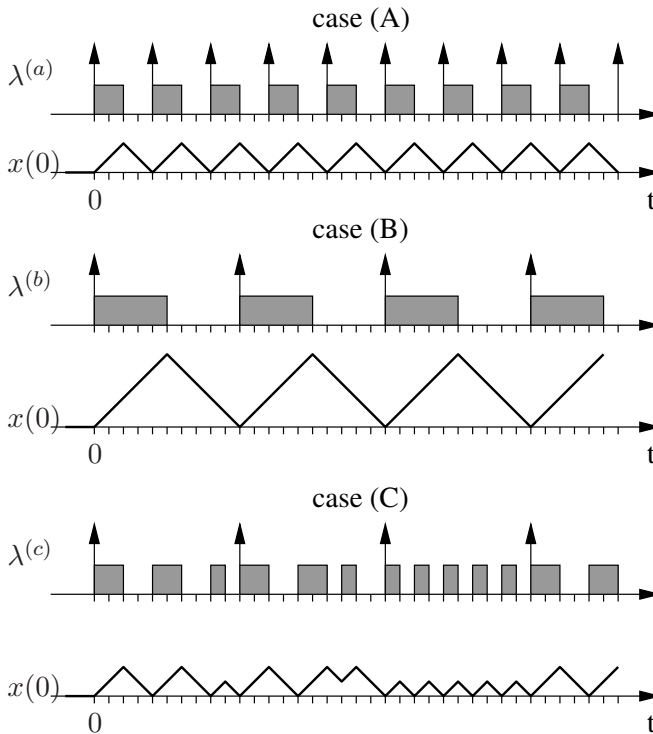 case (A)
λ^(a)
x(0)
0 t
case (B)
λ^(b)
x(0)
0 t
case (C)
λ^(c)
x(0)
0 t